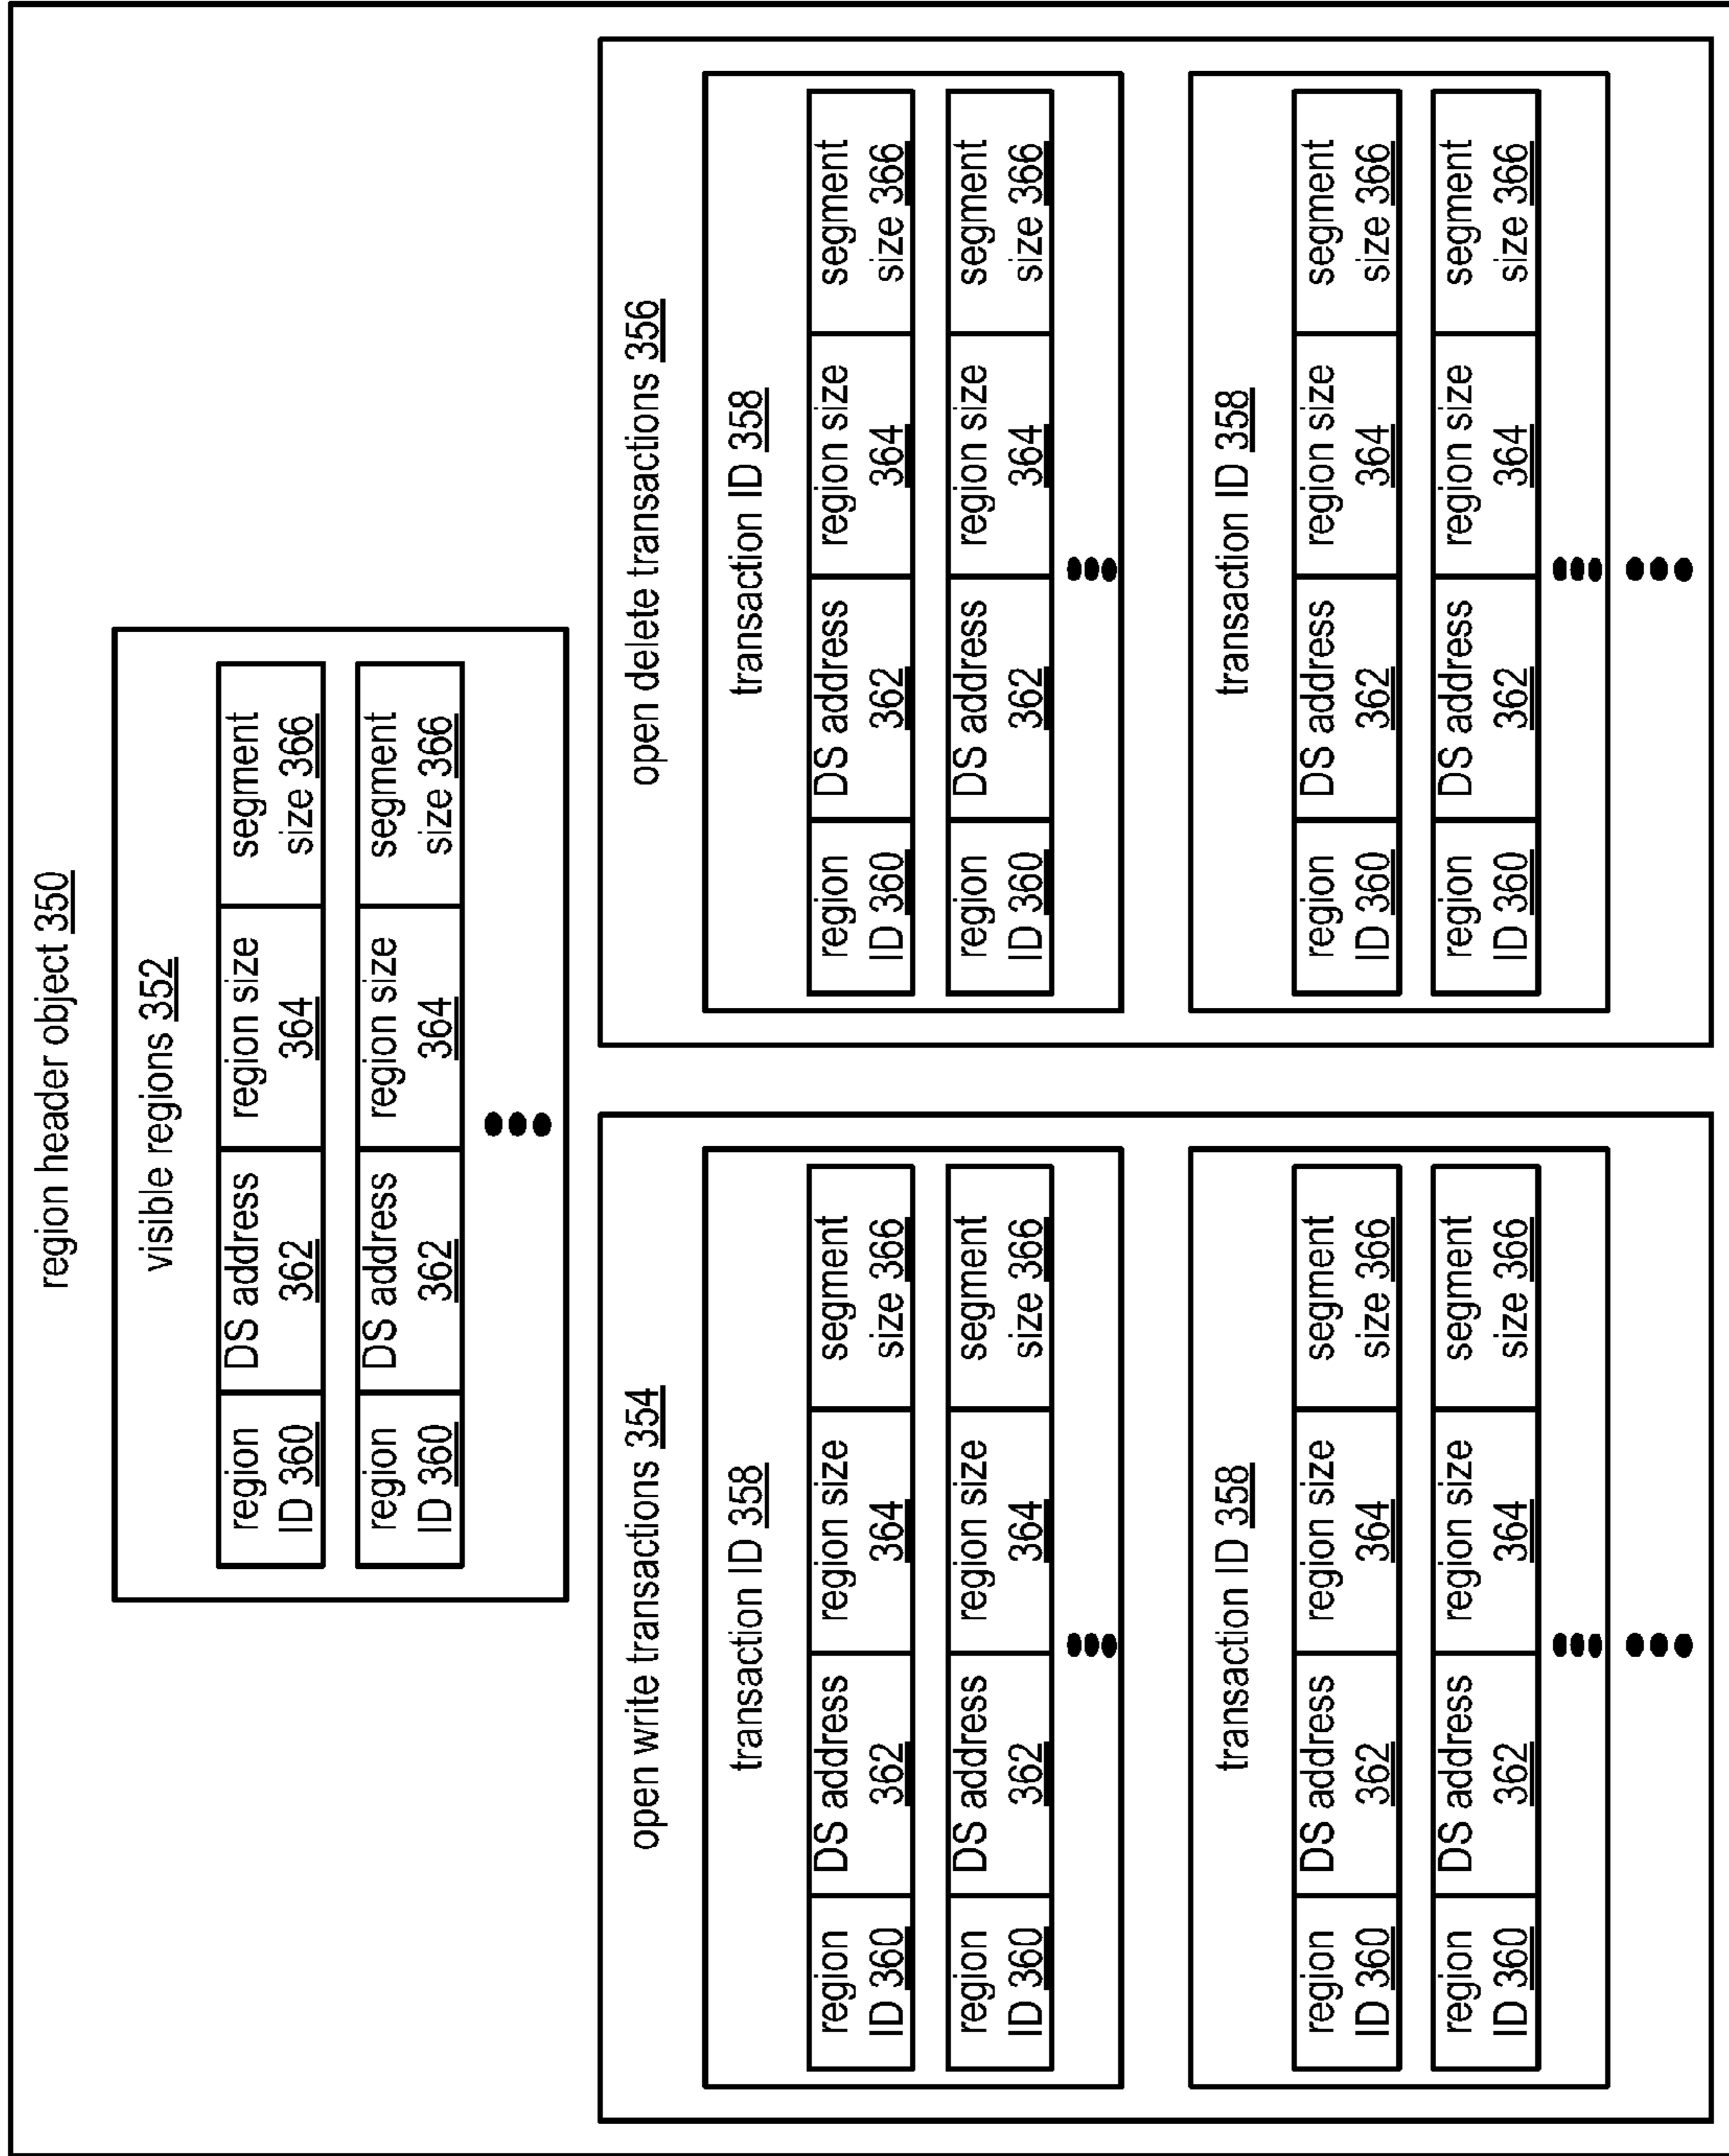 region header object 350
visible regions 352
region ID 360 DS address 362 region size 364 segment size 366
region ID 360 DS address 362 region size 364 segment size 366
open write transactions 354
transaction ID 358
region ID 360 DS address 362 region size 364 segment size 366
region ID 360 DS address 362 region size 364 segment size 366
transaction ID 358
region ID 360 DS address 362 region size 364 segment size 366
region ID 360 DS address 362 region size 364 segment size 366
open delete transactions 356
transaction ID 358
region ID 360 DS address 362 region size 364 segment size 366
region ID 360 DS address 362 region size 364 segment size 366
transaction ID 358
region ID 360 DS address 362 region size 364 segment size 366
region ID 360 DS address 362 region size 364 segment size 366